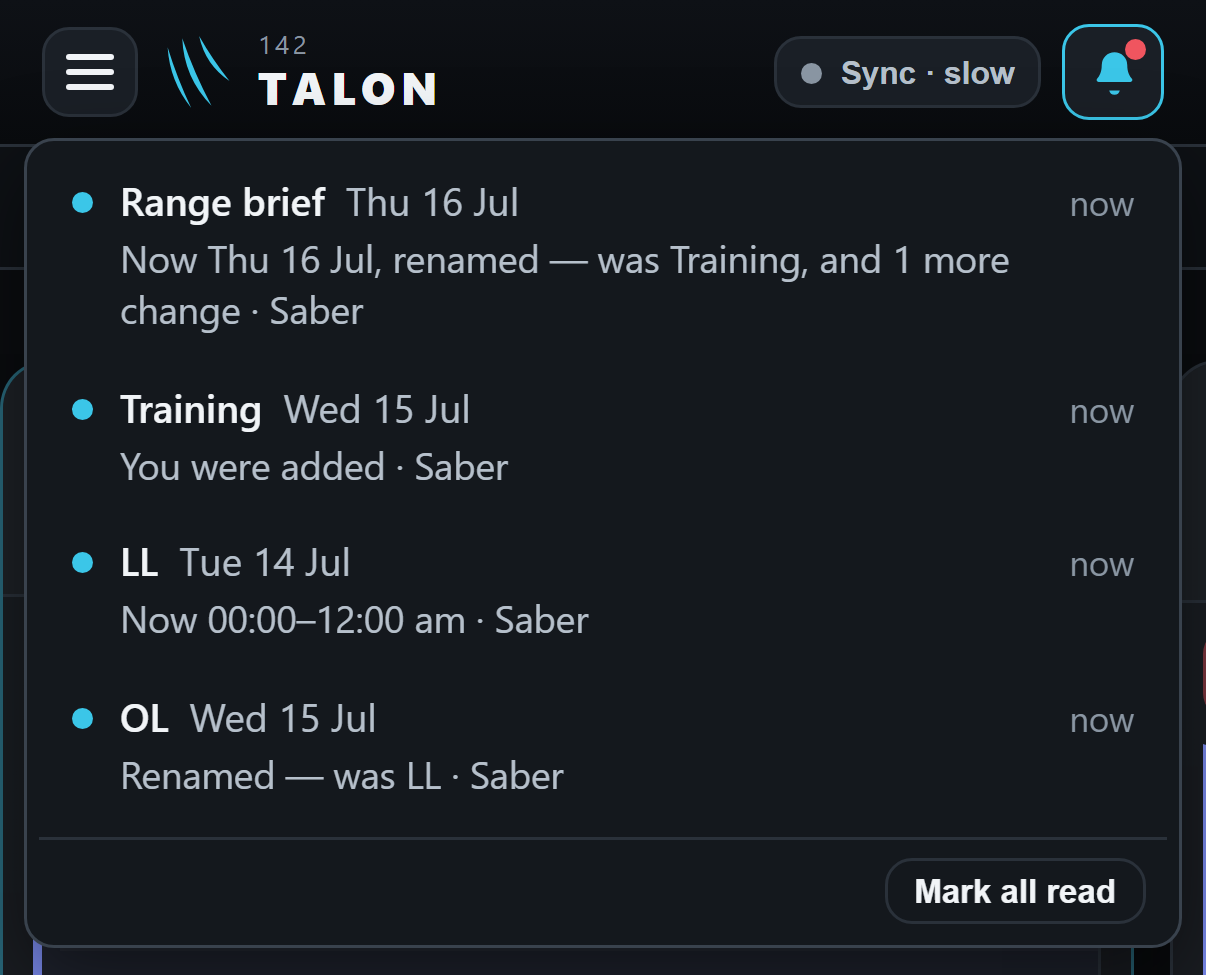 142
TALON
Sync · slow
Range brief Thu 16 Jul now
Now Thu 16 Jul, renamed — was Training, and 1 more
change · Saber
Training Wed 15 Jul now
You were added · Saber
LL Tue 14 Jul now
Now 00:00–12:00 am · Saber
OL Wed 15 Jul now
Renamed — was LL · Saber
Mark all read